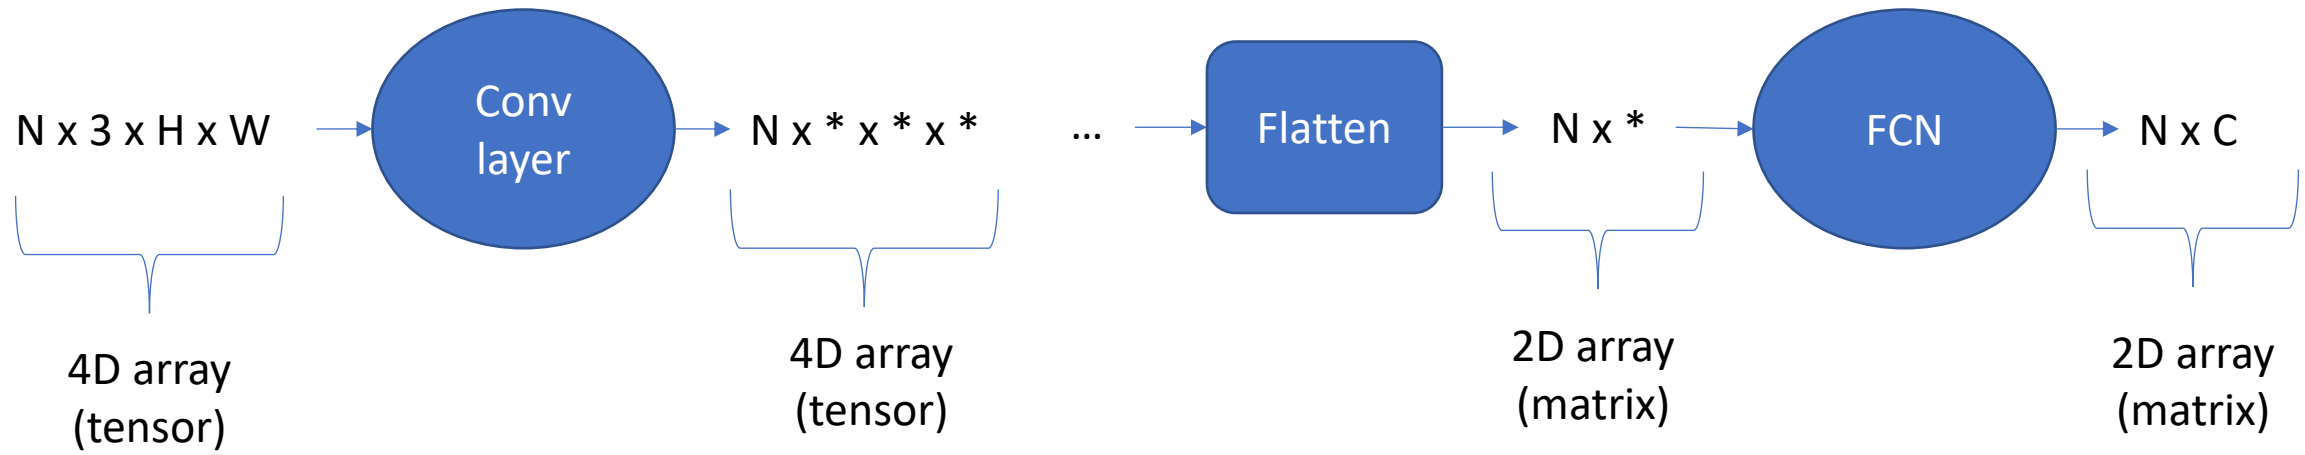 N x 3 x H x W
Conv
layer
N x * x * x *
...
Flatten
N x *
FCN
N x C
4D array
(tensor)
4D array
(tensor)
2D array
(matrix)
2D array
(matrix)